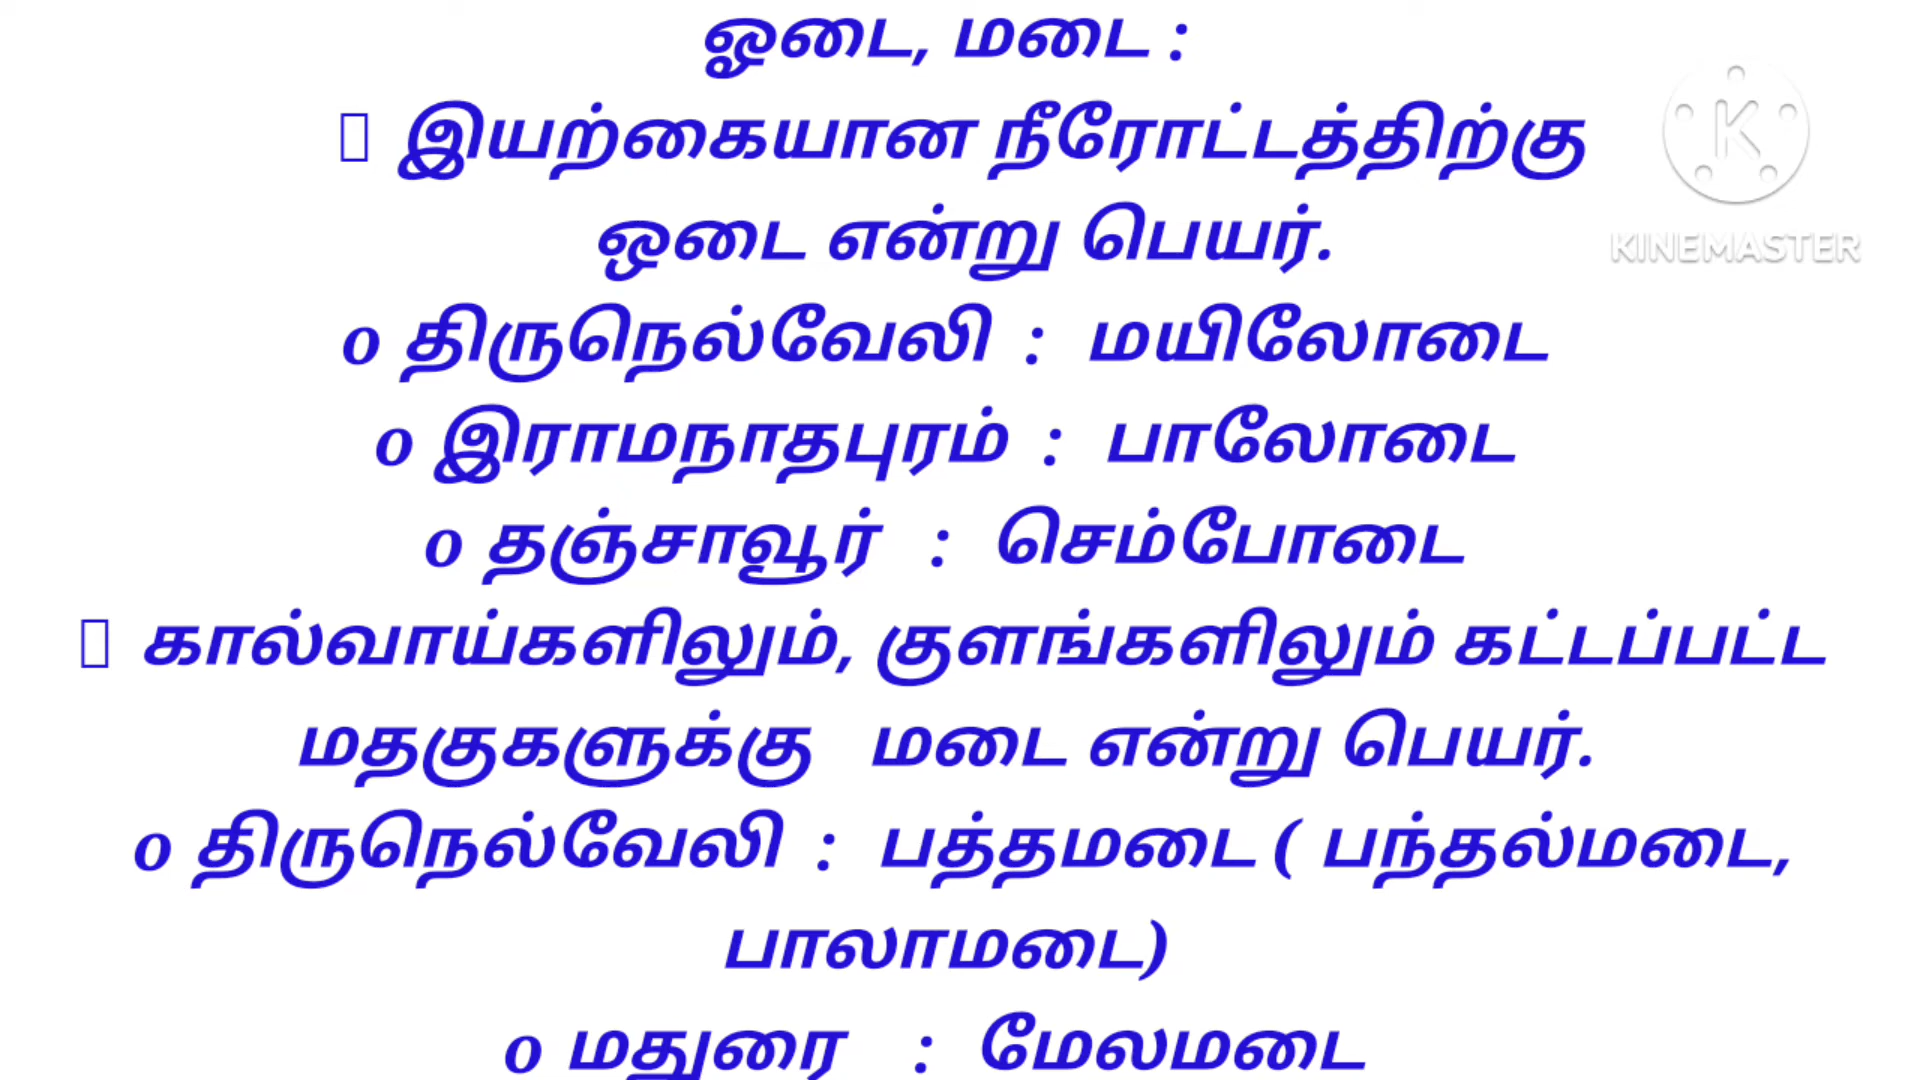 ஓடை, மடை :
இயற்கையான நீரோட்டத்திற்கு
ஒடை என்று பெயர்.
o திருநெல்வேலி : மயிலோடை
o இராமநாதபுரம் : பாலோடை
o தஞ்சாவூர் : செம்போடை
கால்வாய்களிலும், குளங்களிலும் கட்டப்பட்ட
மதகுகளுக்கு மடை என்று பெயர்.
o திருநெல்வேலி : பத்தமடை ( பந்தல்மடை,
பாலாமடை)
o மதுரை : மேலமடை
K
KINEMASTER